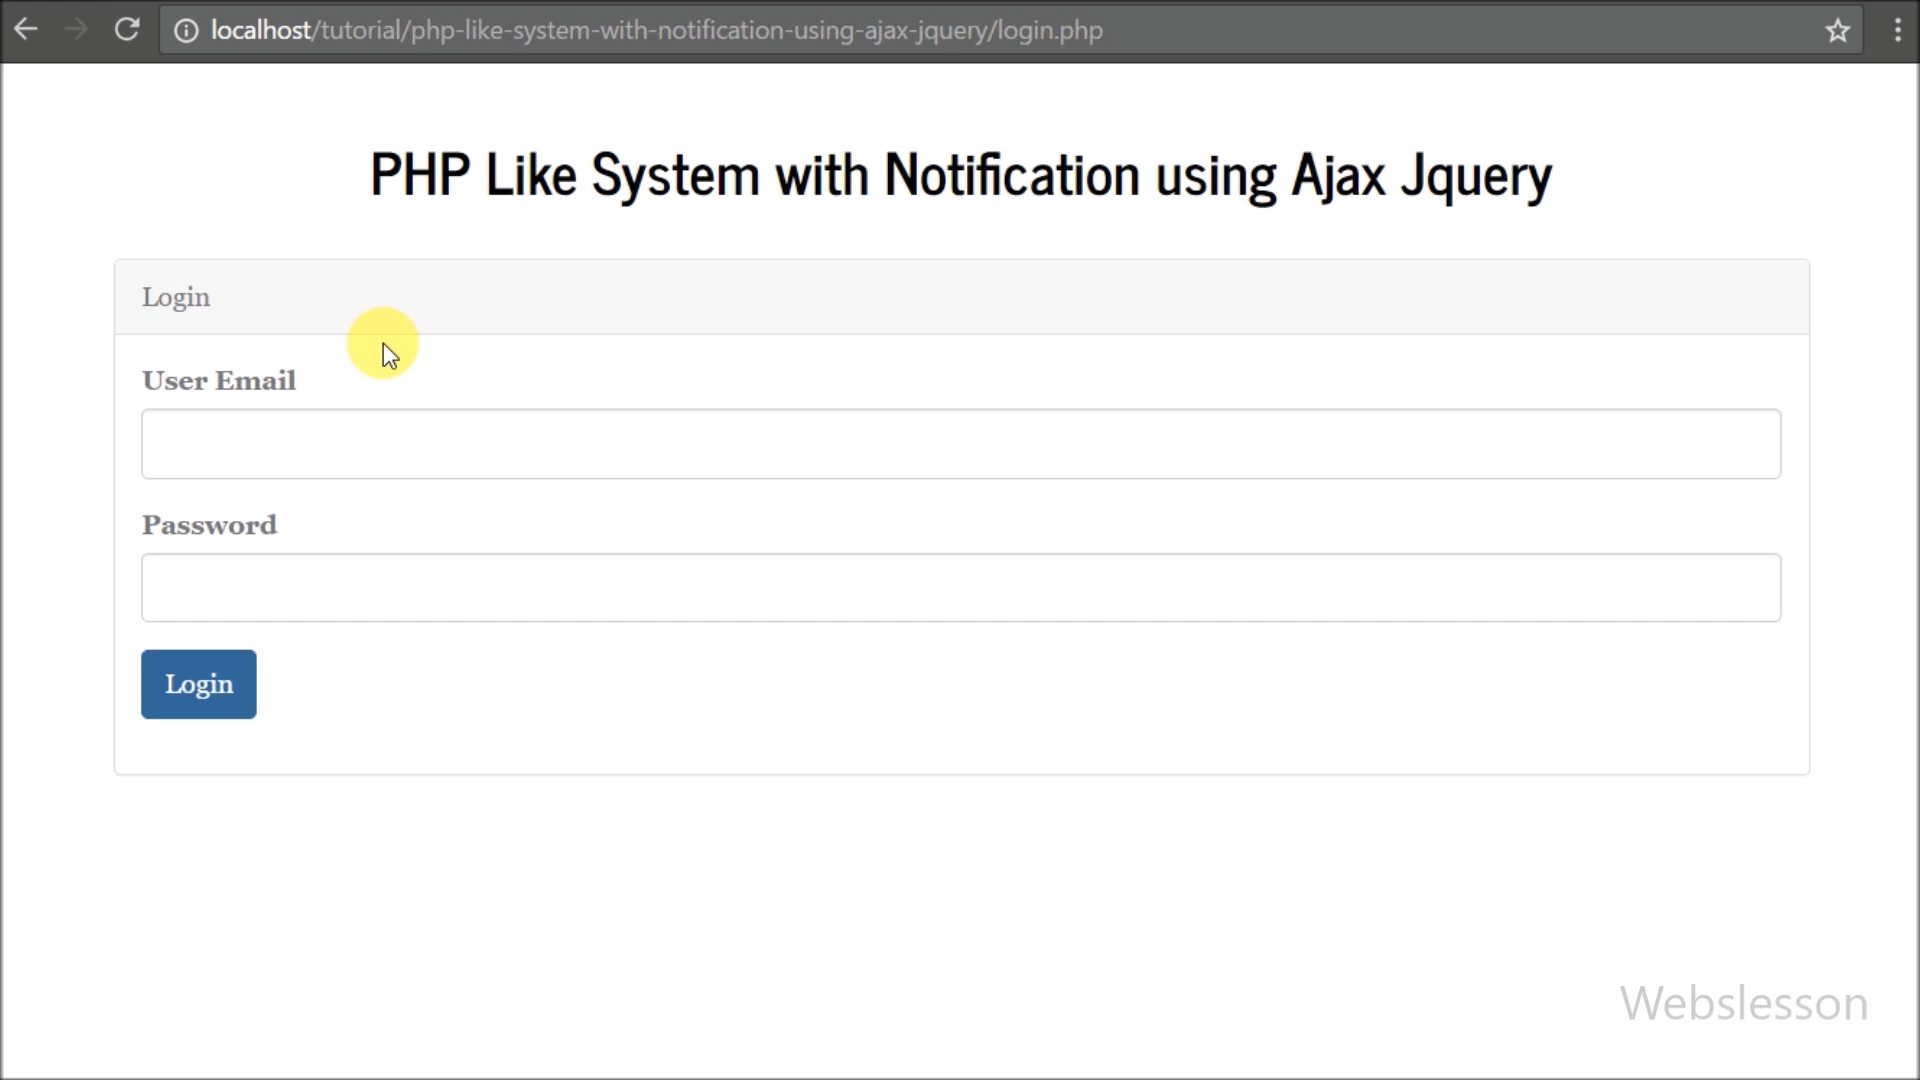 localhost/tutorial/php-like-system-with-notification-using-ajax-jquery/login.php
PHP Like System with Notification using Ajax Jquery
Login
User Email
Password
Login
Webslesson